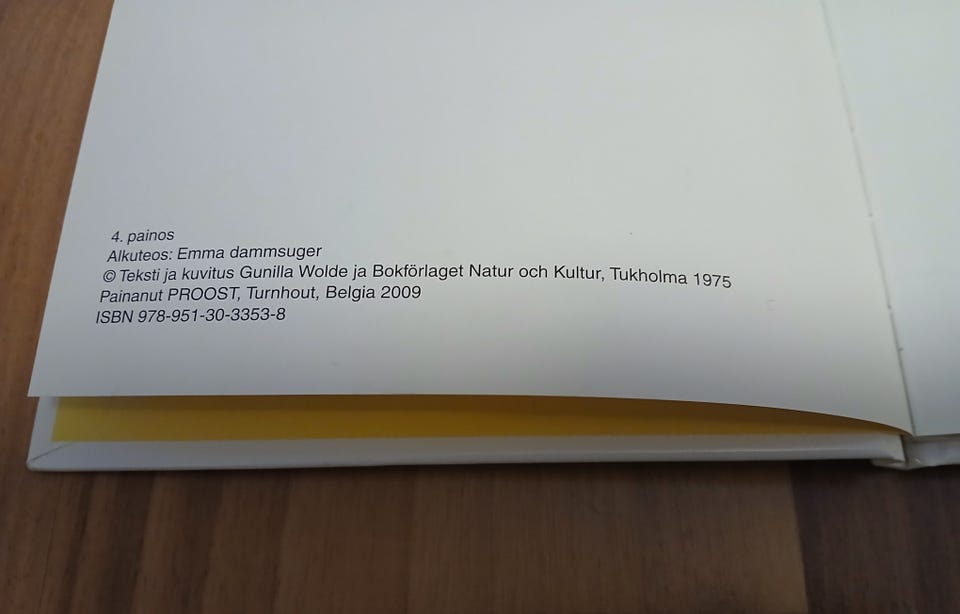 4. painos
Alkuteos: Emma dammsuger
© Teksti ja kuvitus Gunilla Wolde ja Bokförlaget Natur och Kultur, Tukholma 1975
Painanut PROOST, Turnhout, Belgia 2009
ISBN 978-951-30-3353-8